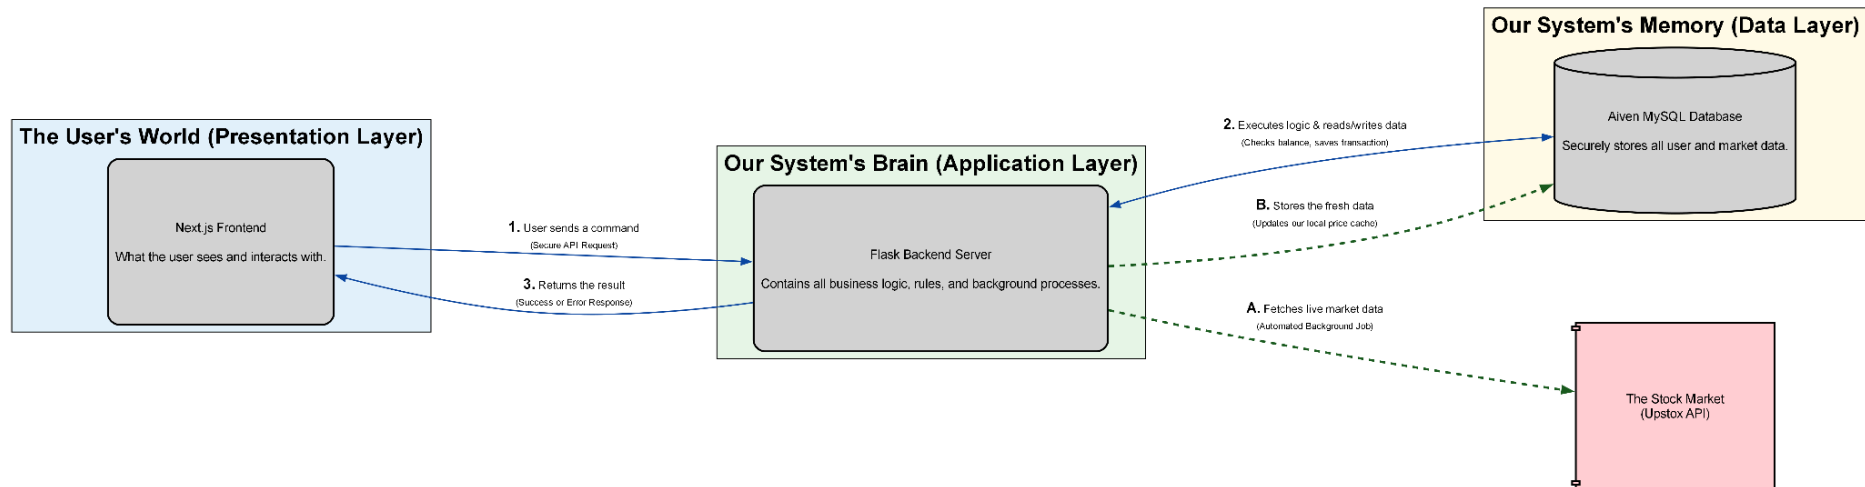 The User's World (Presentation Layer)
Next.js Frontend
What the user sees and interacts with.
1. User sends a command
(Secure API Request)
3. Returns the result
(Success or Error Response)
Our System's Brain (Application Layer)
Flask Backend Server
Contains all business logic, rules, and background processes.
2. Executes logic & reads/writes data
(Checks balance, saves transaction)
B. Stores the fresh data
(Updates our local price cache)
A. Fetches live market data
(Automated Background Job)
Our System's Memory (Data Layer)
Aiven MySQL Database
Securely stores all user and market data.
The Stock Market
(Upstox API)